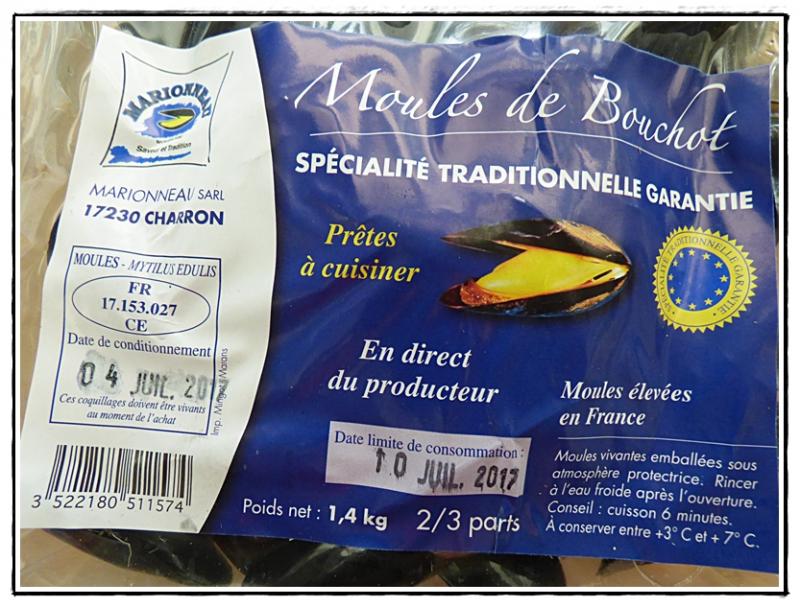 MARIONNEAU
Saveur et Tradition
MARIONNEAU SARL
17230 CHARRON
MOULES - MYTILUS EDULIS
FR
17.153.027
CE
Date de conditionnement
04 JUIL. 2017
Ces coquillages doivent être vivants
au moment de l'achat
Imp. Mingot - Marans
3 522180 511574
Moules de Bouchot
SPÉCIALITÉ TRADITIONNELLE GARANTIE
Prêtes
à cuisiner
SPÉCIALITÉ TRADITIONNELLE GARANTIE
En direct
du producteur
Date limite de consommation :
10 JUIL. 2017
Poids net : 1,4 kg 2/3 parts
Moules élevées
en France
Moules vivantes emballées sous
atmosphère protectrice. Rincer
à l'eau froide après l'ouverture.
Conseil : cuisson 6 minutes.
À conserver entre +3° C et + 7° C.